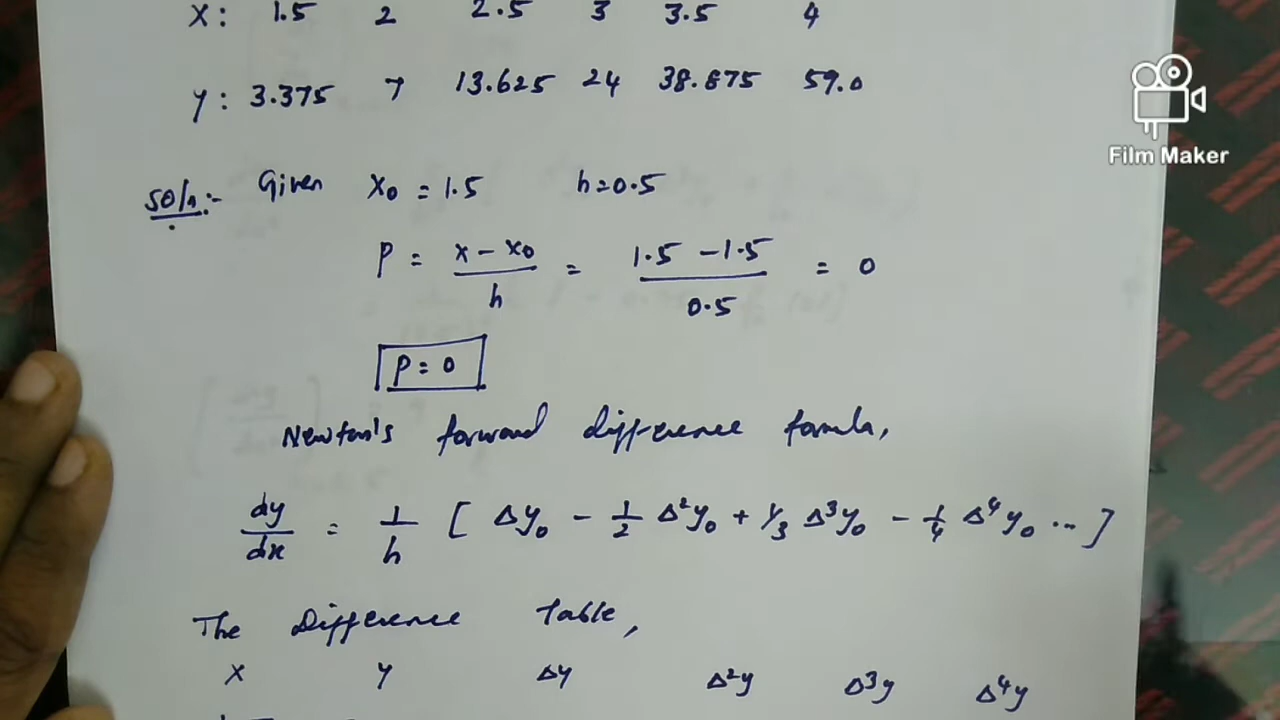 X: 1.5 2 2.5 3 3.5 4
y: 3.375 7 13.625 24 38.875 59.0
Film Maker
Soln:- Given x₀ = 1.5 h=0.5
P = x - x₀ / h = 1.5 - 1.5 / 0.5 = 0
P = 0
Newton's forward difference formula,
dy/dx = 1/h [ Δy₀ - 1/2 Δ²y₀ + 1/3 Δ³y₀ - 1/4 Δ⁴y₀ ... ]
The Difference Table,
x y Δy Δ²y Δ³y Δ⁴y